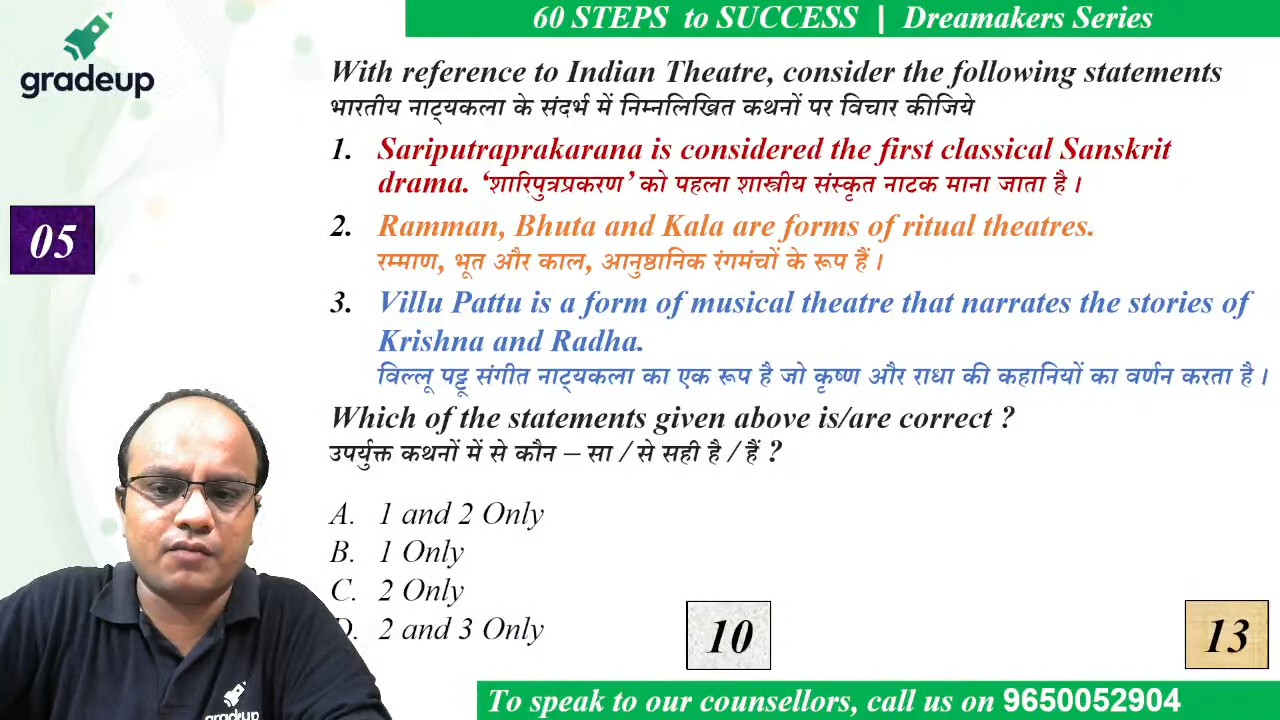 60 STEPS to SUCCESS | Dreamakers Series
gradeup
With reference to Indian Theatre, consider the following statements
भारतीय नाट्यकला के संदर्भ में निम्नलिखित कथनों पर विचार कीजिये
1. Sariputraprakarana is considered the first classical Sanskrit
drama. ‘शारिपुत्रप्रकरण’ को पहला शास्त्रीय संस्कृत नाटक माना जाता है ।
05
2. Ramman, Bhuta and Kala are forms of ritual theatres.
रम्माण, भूत और काल, आनुष्ठानिक रंगमंचों के रूप हैं ।
3. Villu Pattu is a form of musical theatre that narrates the stories of
Krishna and Radha.
विल्लू पट्टू संगीत नाट्यकला का एक रूप है जो कृष्ण और राधा की कहानियों का वर्णन करता है ।
Which of the statements given above is/are correct ?
उपर्युक्त कथनों में से कौन – सा / से सही है / हैं ?
A. 1 and 2 Only
B. 1 Only
C. 2 Only
D. 2 and 3 Only
10
13
gradeup
To speak to our counsellors, call us on 9650052904